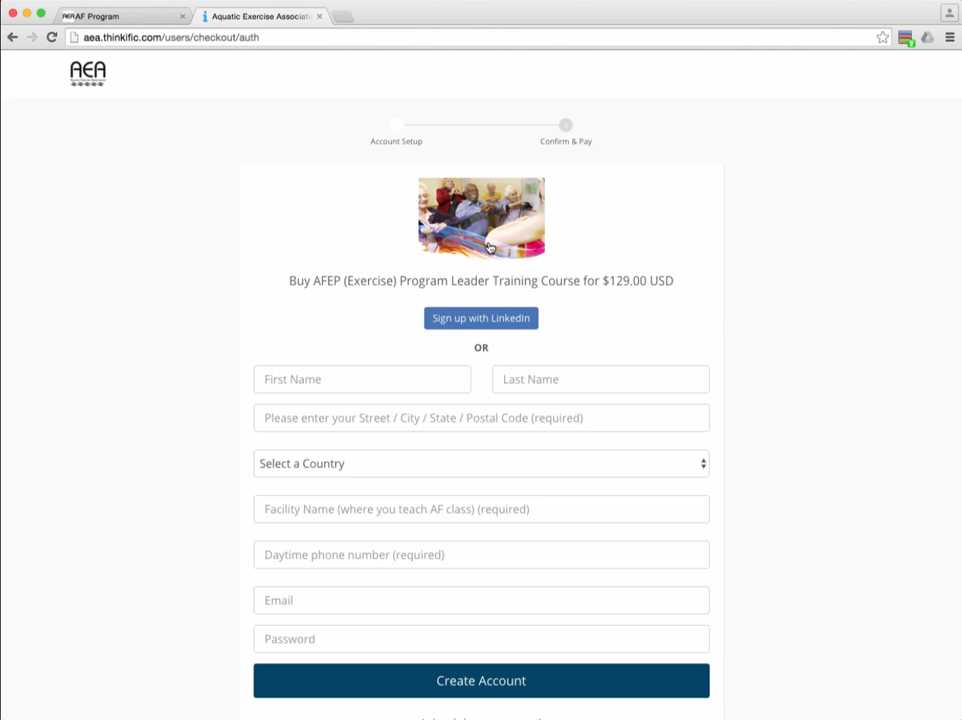 AEA AF Program
Aquatic Exercise Associati
aea.thinkific.com/users/checkout/auth
AEA
Account Setup
2
Confirm & Pay
Buy AFEP (Exercise) Program Leader Training Course for $129.00 USD
Sign up with LinkedIn
OR
First Name
Last Name
Please enter your Street / City / State / Postal Code (required)
Select a Country
Facility Name (where you teach AF class) (required)
Daytime phone number (required)
Email
Password
Create Account